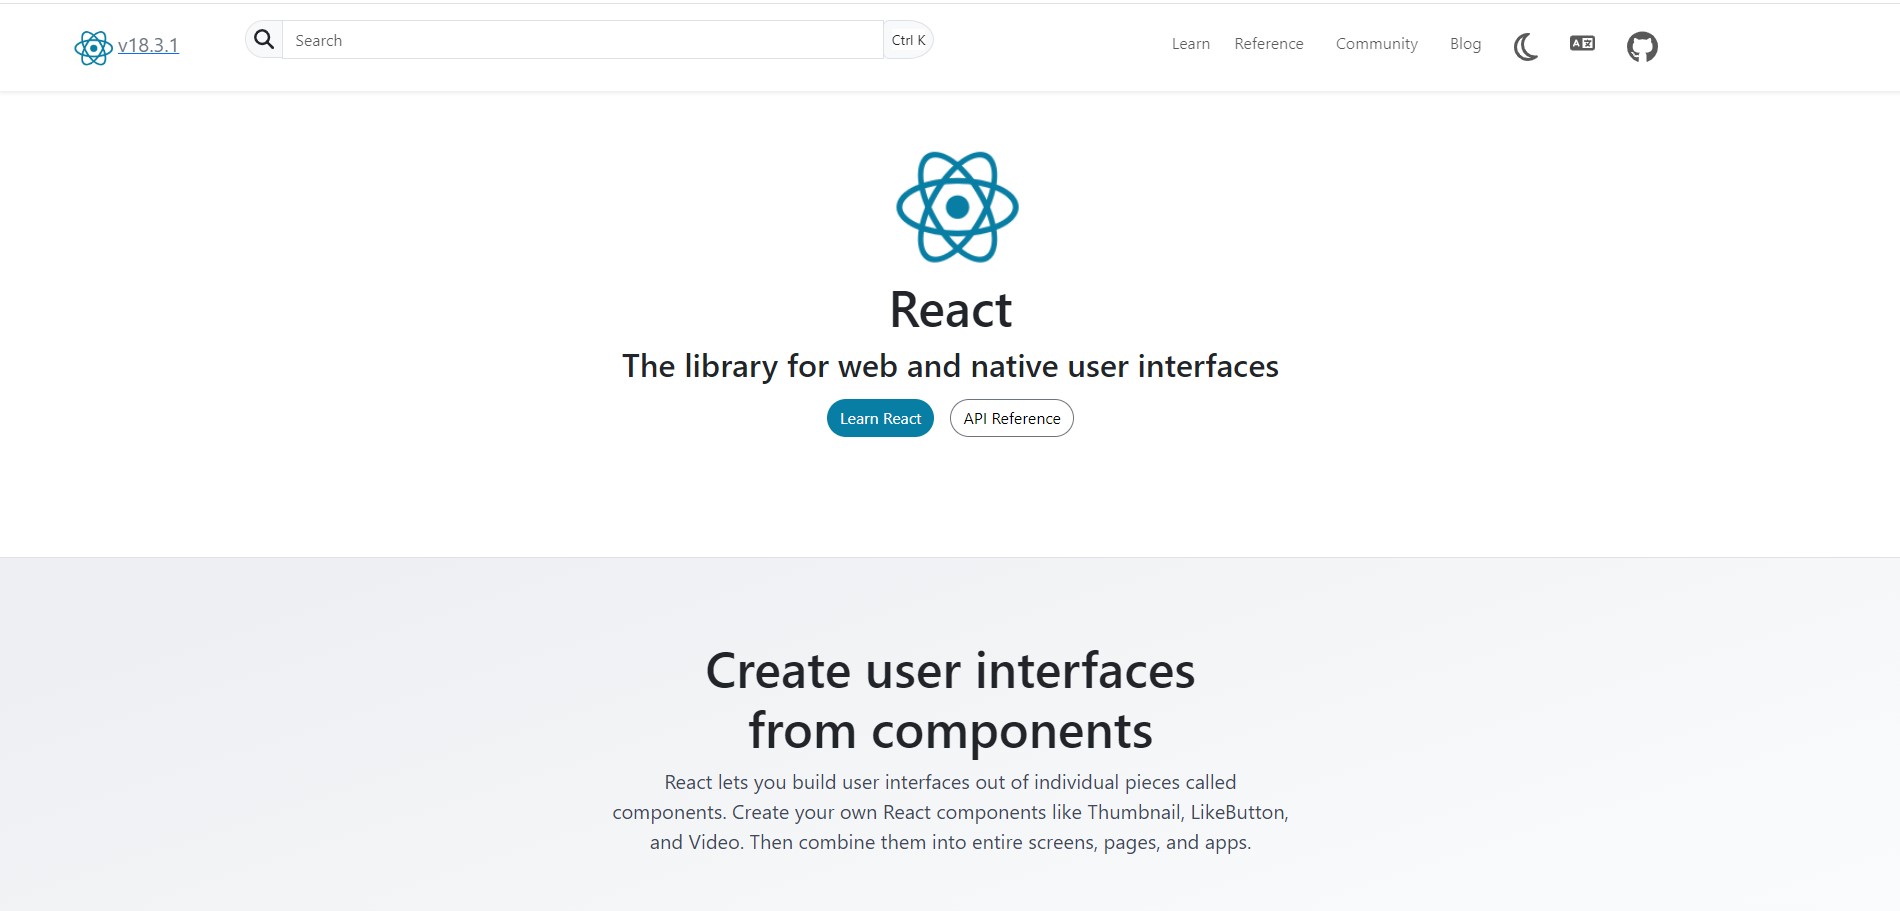 v18.3.1
Search
Ctrl K
Learn
Reference
Community
Blog
A 文
React
The library for web and native user interfaces
Learn React
API Reference
Create user interfaces
from components
React lets you build user interfaces out of individual pieces called
components. Create your own React components like Thumbnail, LikeButton,
and Video. Then combine them into entire screens, pages, and apps.